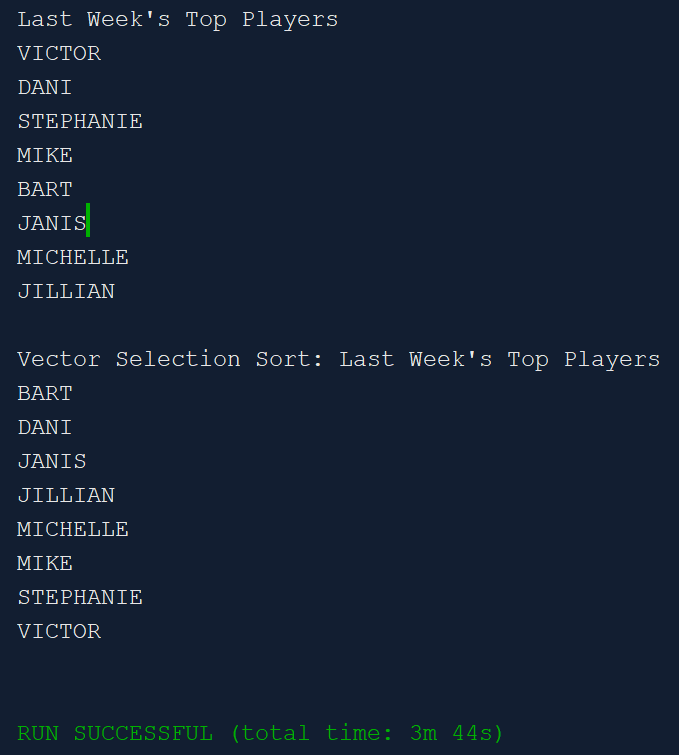 Last Week's Top Players
VICTOR
DANI
STEPHANIE
MIKE
BART
JANIS
MICHELLE
JILLIAN
Vector Selection Sort: Last Week's Top Players
BART
DANI
JANIS
JILLIAN
MICHELLE
MIKE
STEPHANIE
VICTOR
RUN SUCCESSFUL (total time: 3m 44s)